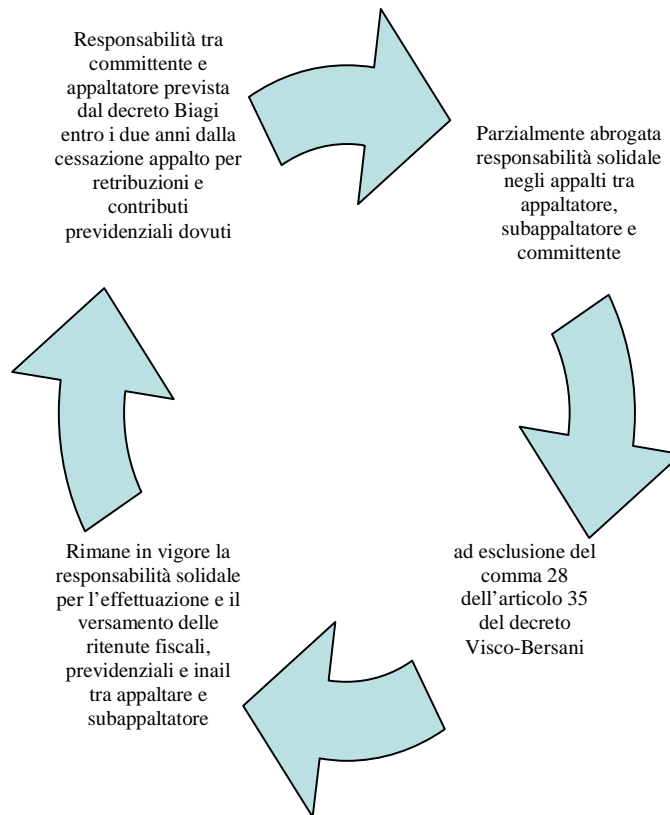 Responsabilità tra
committente e
appaltatore prevista
dal decreto Biagi
entro i due anni dalla
cessazione appalto per
retribuzioni e
contributi
previdenziali dovuti
Parzialmente abrogata
responsabilità solidale
negli appalti tra
appaltatore,
subappaltatore e
committente
ad esclusione del
comma 28
dell’articolo 35
del decreto
Visco-Bersani
Rimane in vigore la
responsabilità solidale
per l’effettuazione e il
versamento delle
ritenute fiscali,
previdenziali e inail
tra appaltare e
subappaltatore